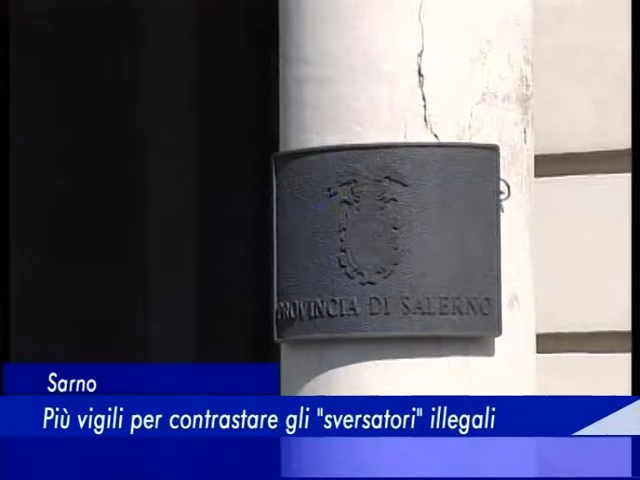 PROVINCIA DI SALERNO
Sarno
Più vigili per contrastare gli "sversatori" illegali